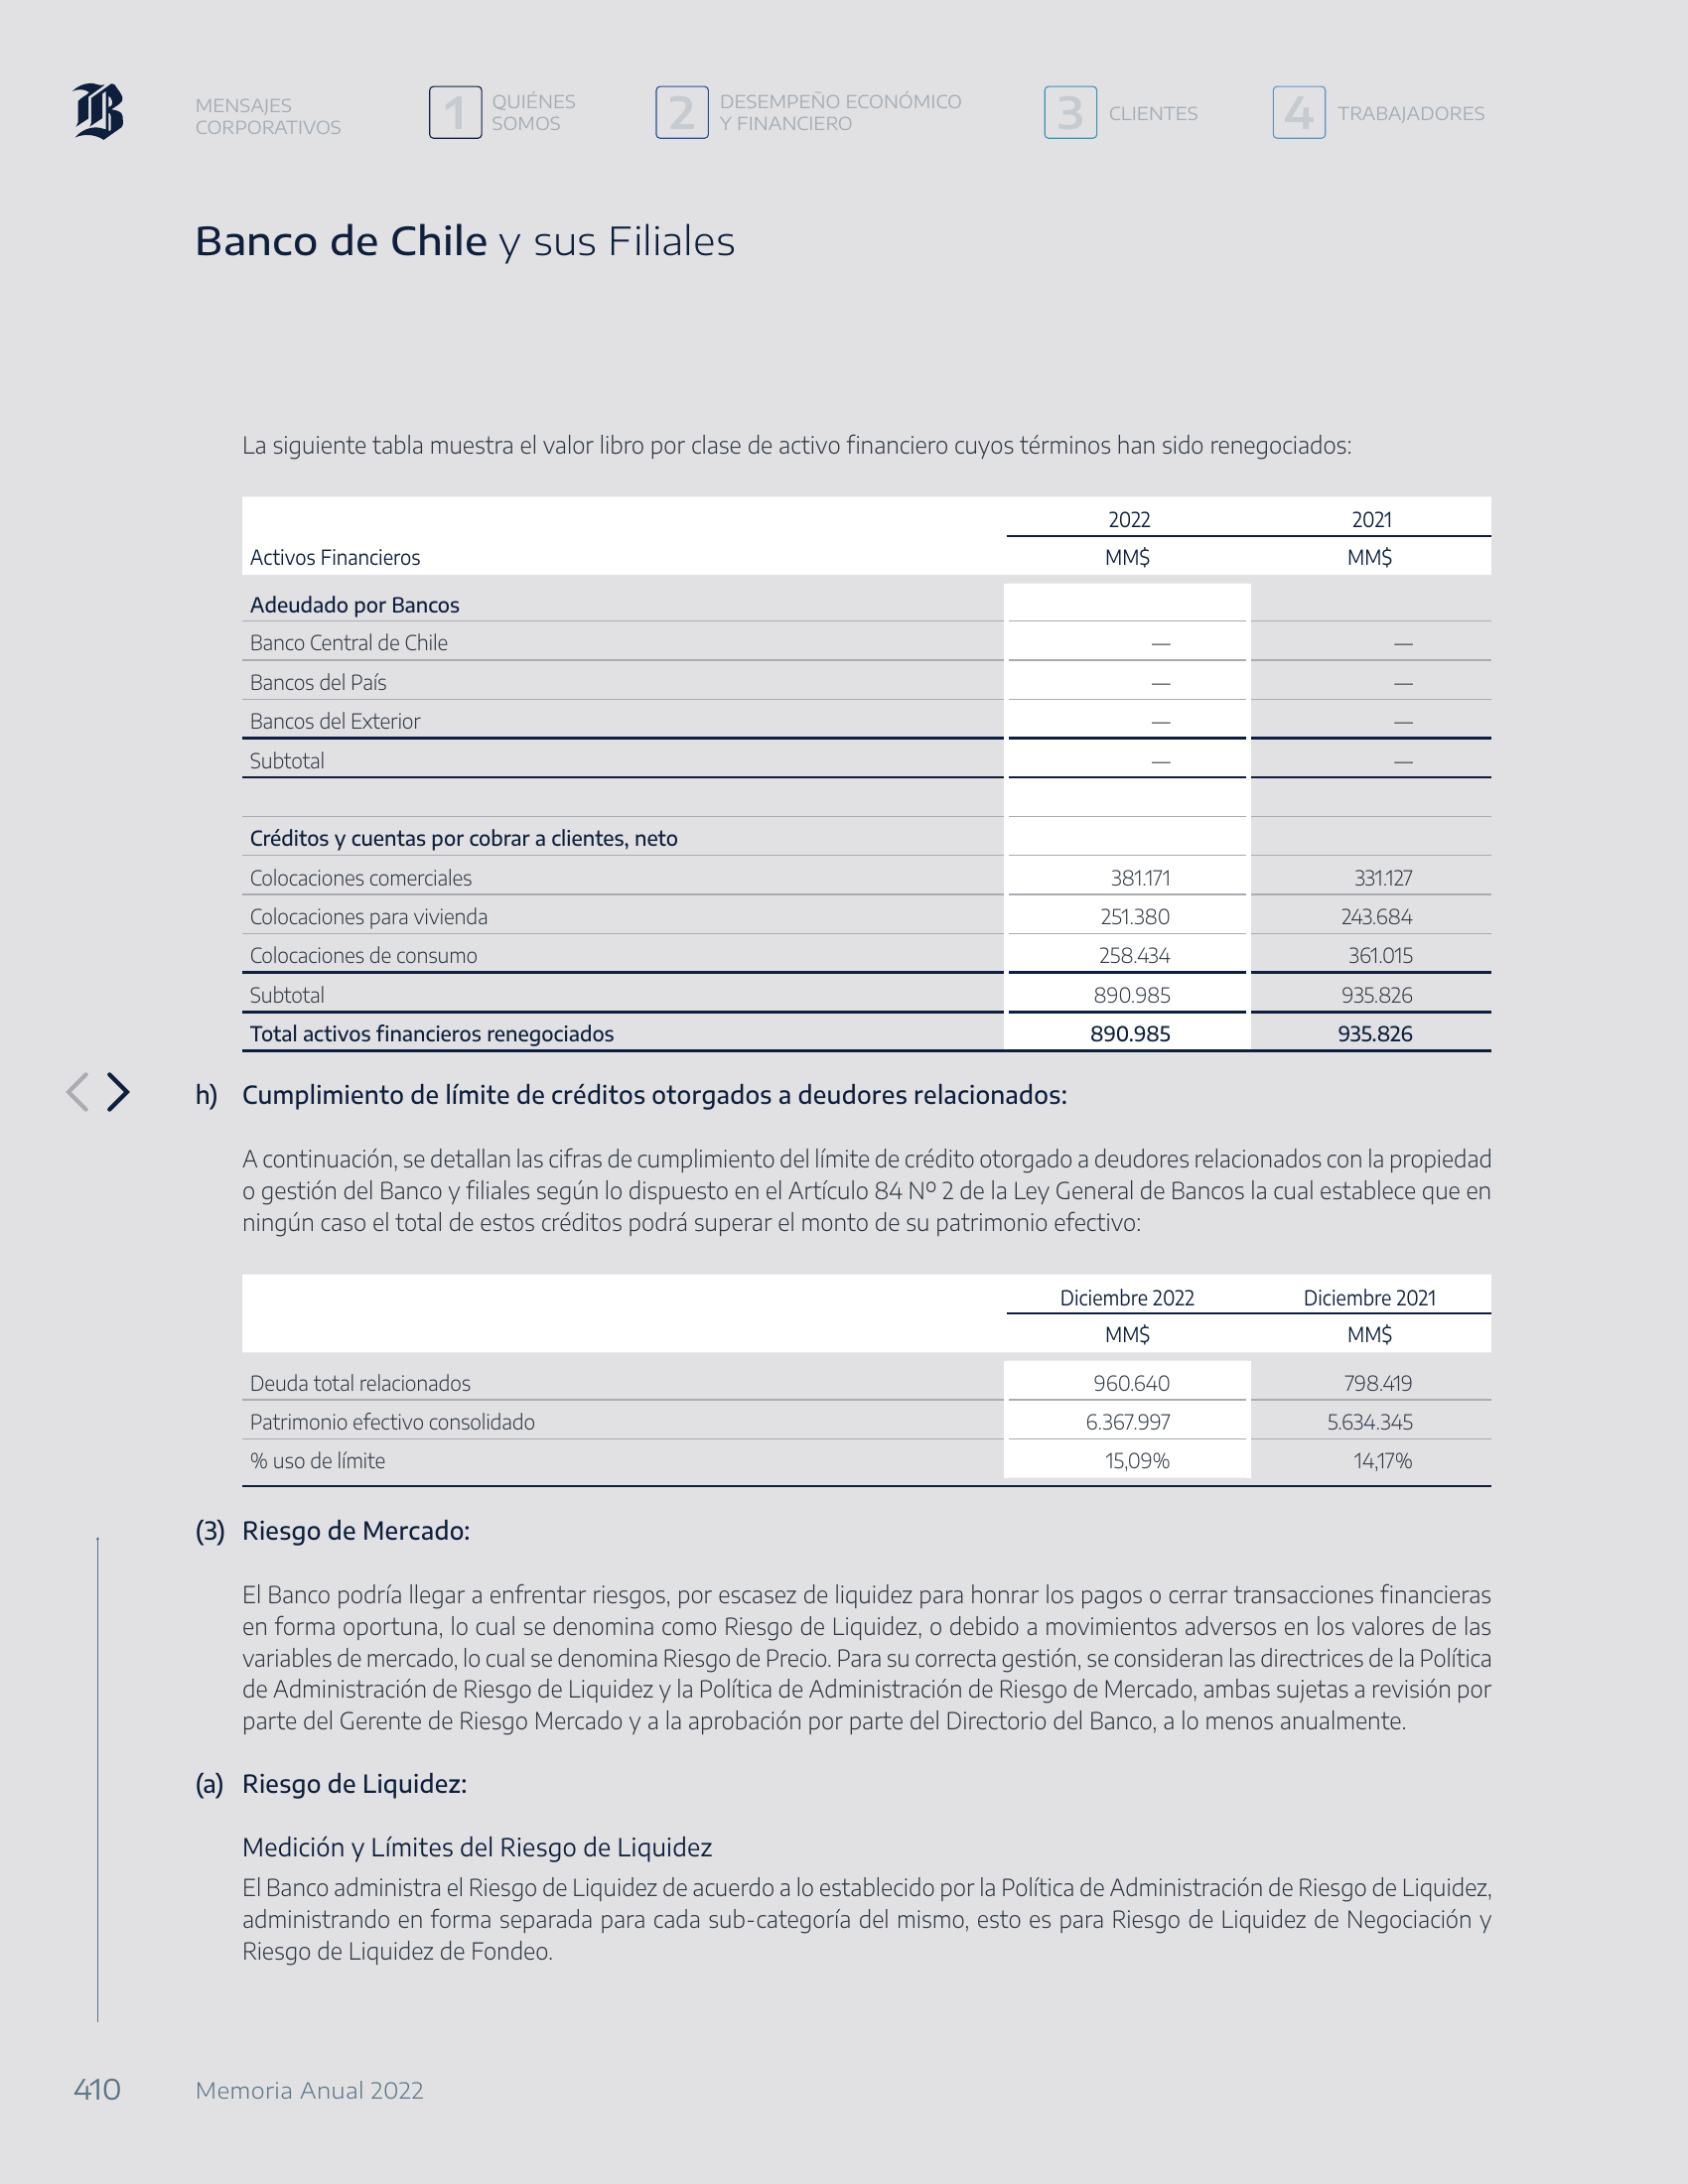 B
MENSAJES
CORPORATIVOS
1 QUIÉNES
SOMOS
2 DESEMPEÑO ECONÓMICO
Y FINANCIERO
3 CLIENTES
4 TRABAJADORES
Banco de Chile y sus Filiales
La siguiente tabla muestra el valor libro por clase de activo financiero cuyos términos han sido renegociados:
2022 2021
Activos Financieros MM$ MM$
Adeudado por Bancos
Banco Central de Chile — —
Bancos del País — —
Bancos del Exterior — —
Subtotal — —
Créditos y cuentas por cobrar a clientes, neto
Colocaciones comerciales 381.171 331.127
Colocaciones para vivienda 251.380 243.684
Colocaciones de consumo 258.434 361.015
Subtotal 890.985 935.826
Total activos financieros renegociados 890.985 935.826
h) Cumplimiento de límite de créditos otorgados a deudores relacionados:
A continuación, se detallan las cifras de cumplimiento del límite de crédito otorgado a deudores relacionados con la propiedad
o gestión del Banco y filiales según lo dispuesto en el Artículo 84 Nº 2 de la Ley General de Bancos la cual establece que en
ningún caso el total de estos créditos podrá superar el monto de su patrimonio efectivo:
Diciembre 2022 Diciembre 2021
MM$ MM$
Deuda total relacionados 960.640 798.419
Patrimonio efectivo consolidado 6.367.997 5.634.345
% uso de límite 15,09% 14,17%
(3) Riesgo de Mercado:
El Banco podría llegar a enfrentar riesgos, por escasez de liquidez para honrar los pagos o cerrar transacciones financieras
en forma oportuna, lo cual se denomina como Riesgo de Liquidez, o debido a movimientos adversos en los valores de las
variables de mercado, lo cual se denomina Riesgo de Precio. Para su correcta gestión, se consideran las directrices de la Política
de Administración de Riesgo de Liquidez y la Política de Administración de Riesgo de Mercado, ambas sujetas a revisión por
parte del Gerente de Riesgo Mercado y a la aprobación por parte del Directorio del Banco, a lo menos anualmente.
(a) Riesgo de Liquidez:
Medición y Límites del Riesgo de Liquidez
El Banco administra el Riesgo de Liquidez de acuerdo a lo establecido por la Política de Administración de Riesgo de Liquidez,
administrando en forma separada para cada sub-categoría del mismo, esto es para Riesgo de Liquidez de Negociación y
Riesgo de Liquidez de Fondeo.
410 Memoria Anual 2022